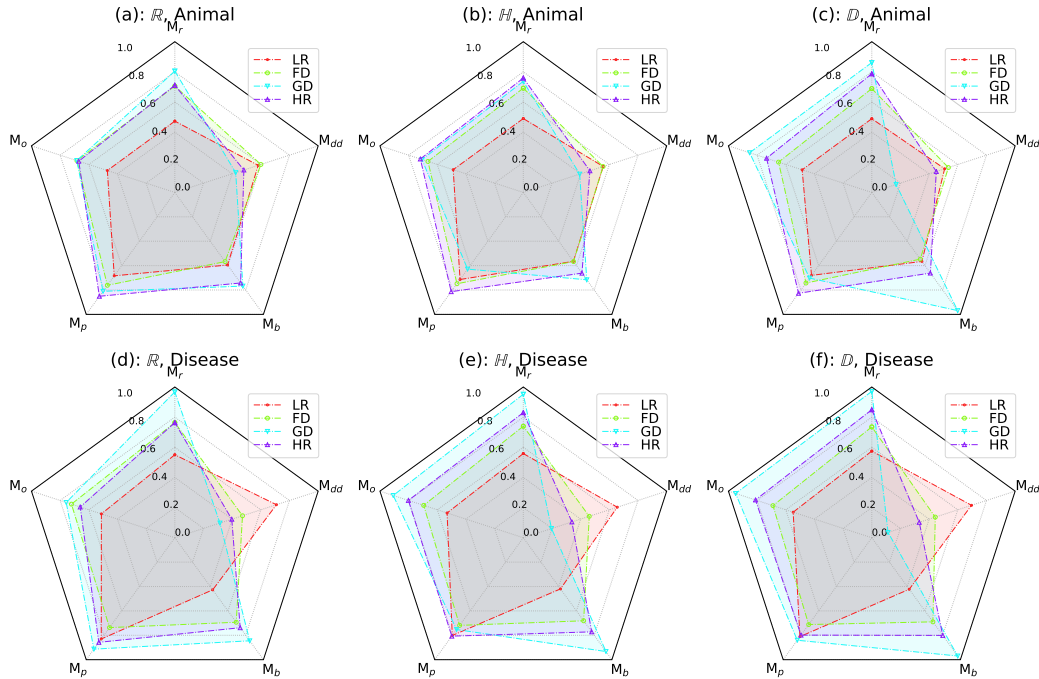 (a): ℝ, Animal
M_r
1.0
0.8
0.6
0.4
0.2
0.0
M_o
M_dd
M_p
M_b
LR
FD
GD
HR
(b): ℍ, Animal
M_r
1.0
0.8
0.6
0.4
0.2
0.0
M_o
M_dd
M_p
M_b
LR
FD
GD
HR
(c): 𝔻, Animal
M_r
1.0
0.8
0.6
0.4
0.2
0.0
M_o
M_dd
M_p
M_b
LR
FD
GD
HR
(d): ℝ, Disease
M_r
1.0
0.8
0.6
0.4
0.2
0.0
M_o
M_dd
M_p
M_b
LR
FD
GD
HR
(e): ℍ, Disease
M_r
1.0
0.8
0.6
0.4
0.2
0.0
M_o
M_dd
M_p
M_b
LR
FD
GD
HR
(f): 𝔻, Disease
M_r
1.0
0.8
0.6
0.4
0.2
0.0
M_o
M_dd
M_p
M_b
LR
FD
GD
HR